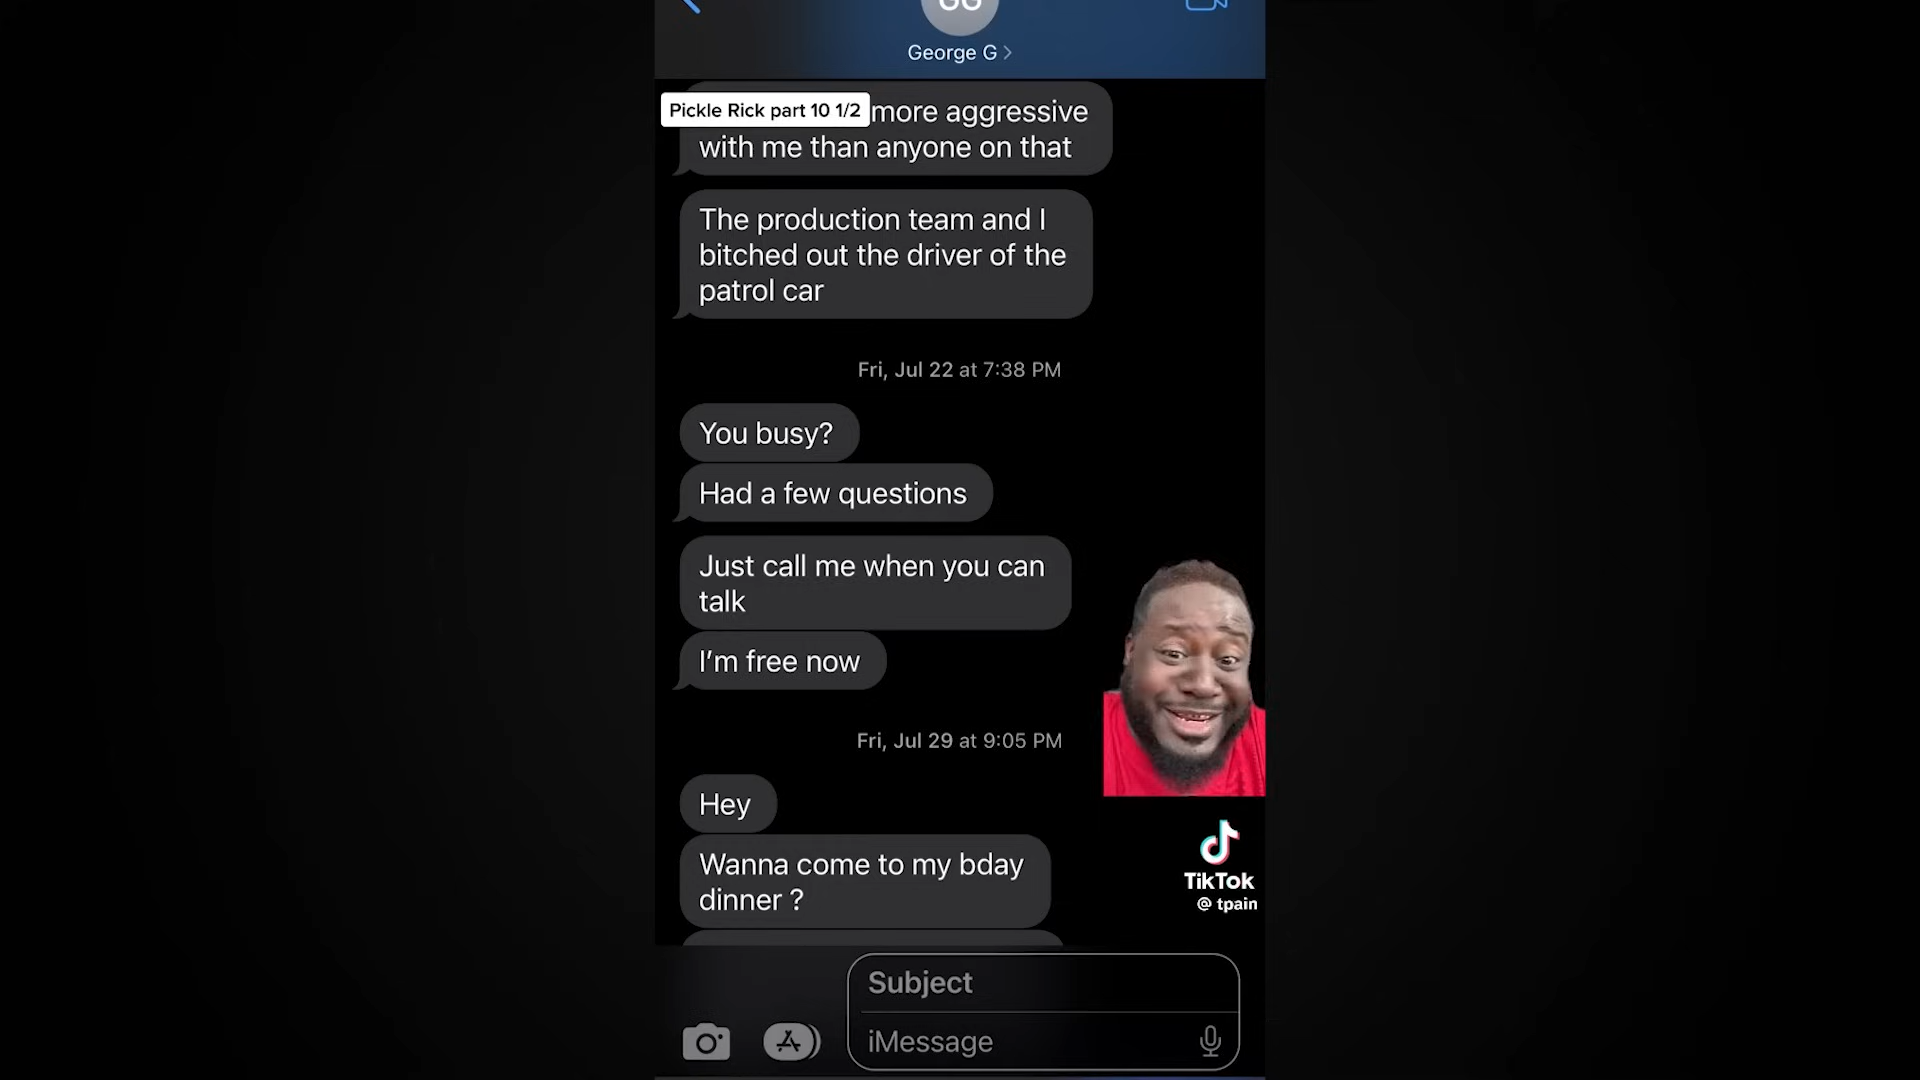 GG
George G
Pickle Rick part 10 1/2
more aggressive
with me than anyone on that
The production team and I
bitched out the driver of the
patrol car
Fri, Jul 22 at 7:38 PM
You busy?
Had a few questions
Just call me when you can
talk
I’m free now
Fri, Jul 29 at 9:05 PM
Hey
Wanna come to my bday
dinner ?
TikTok
@ tpain
Subject
iMessage